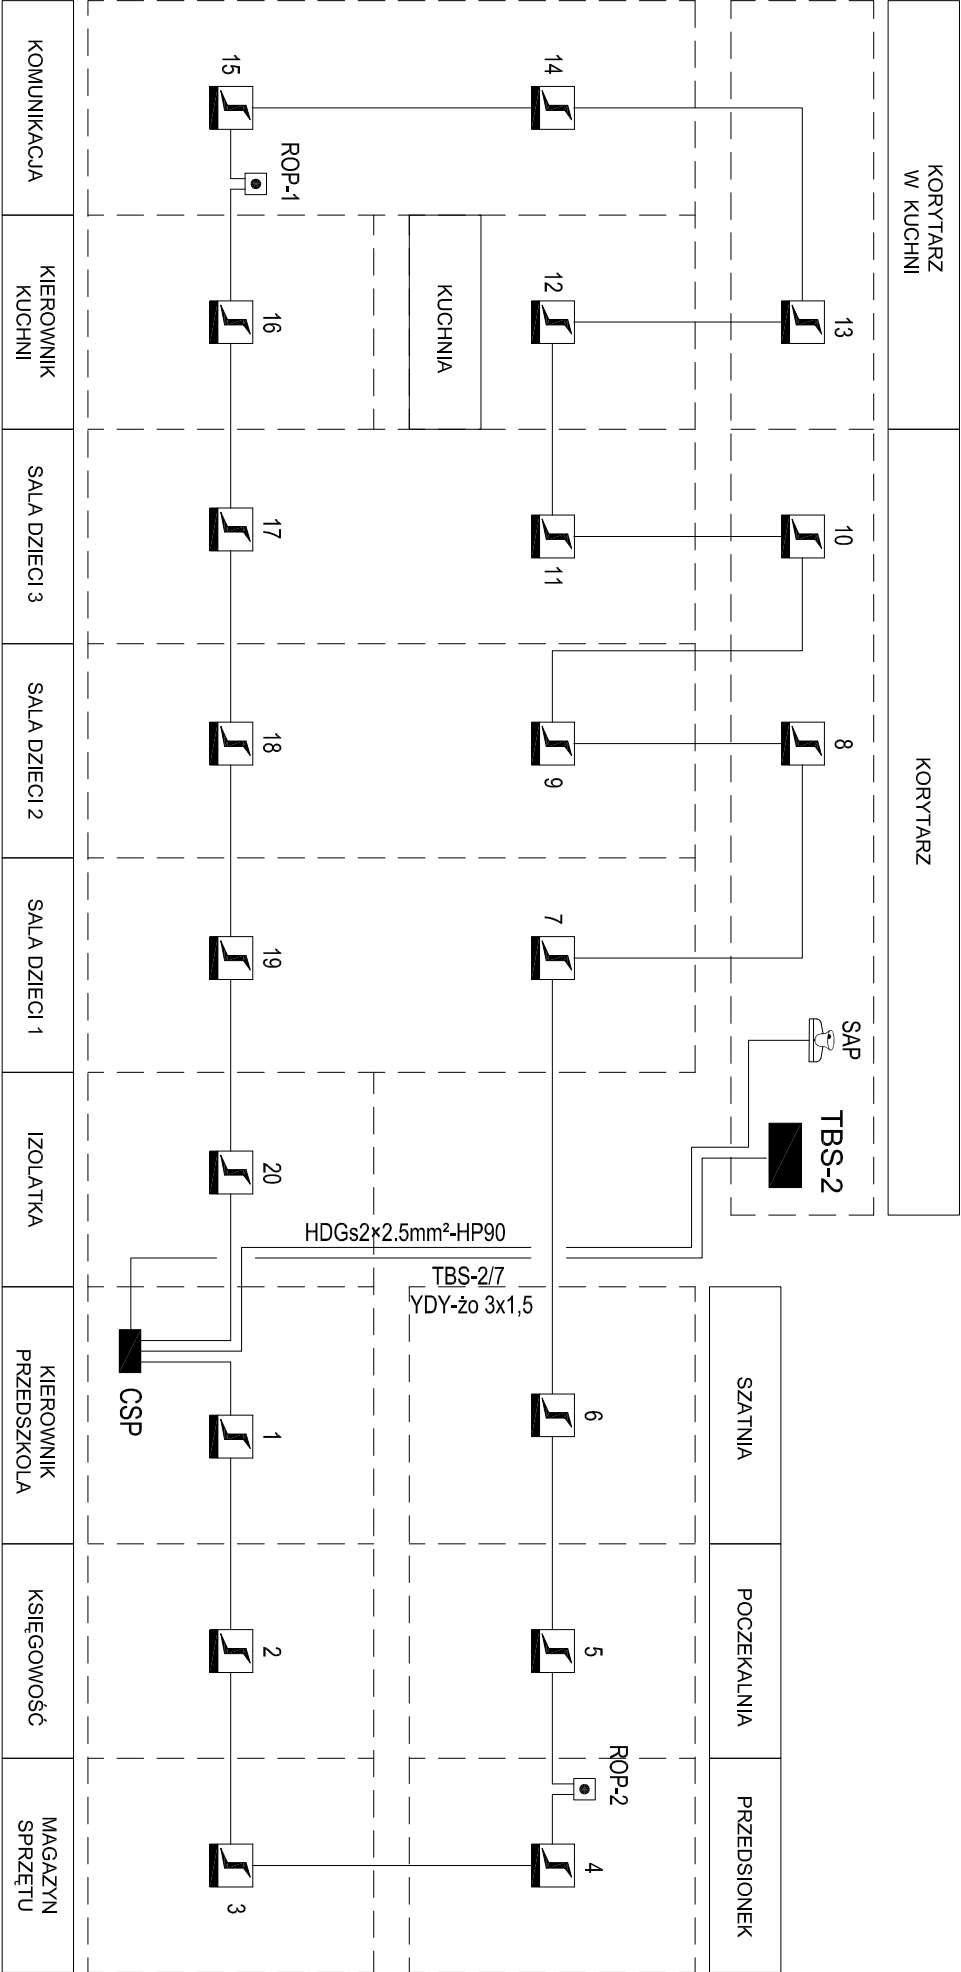 KORYTARZ
W KUCHNI
KORYTARZ
SZATNIA
POCZEKALNIA
PRZEDSIONEK
13
10
8
SAP
TBS-2
14
12
KUCHNIA
11
9
7
6
5
ROP-2
4
HDGs2×2.5mm²-HP90
TBS-2/7
YDY-żo 3x1,5
15
ROP-1
16
17
18
19
20
CSP
1
2
3
KOMUNIKACJA
KIEROWNIK
KUCHNI
SALA DZIECI 3
SALA DZIECI 2
SALA DZIECI 1
IZOLATKA
KIEROWNIK
PRZEDSZKOLA
KSIĘGOWOŚĆ
MAGAZYN
SPRZĘTU